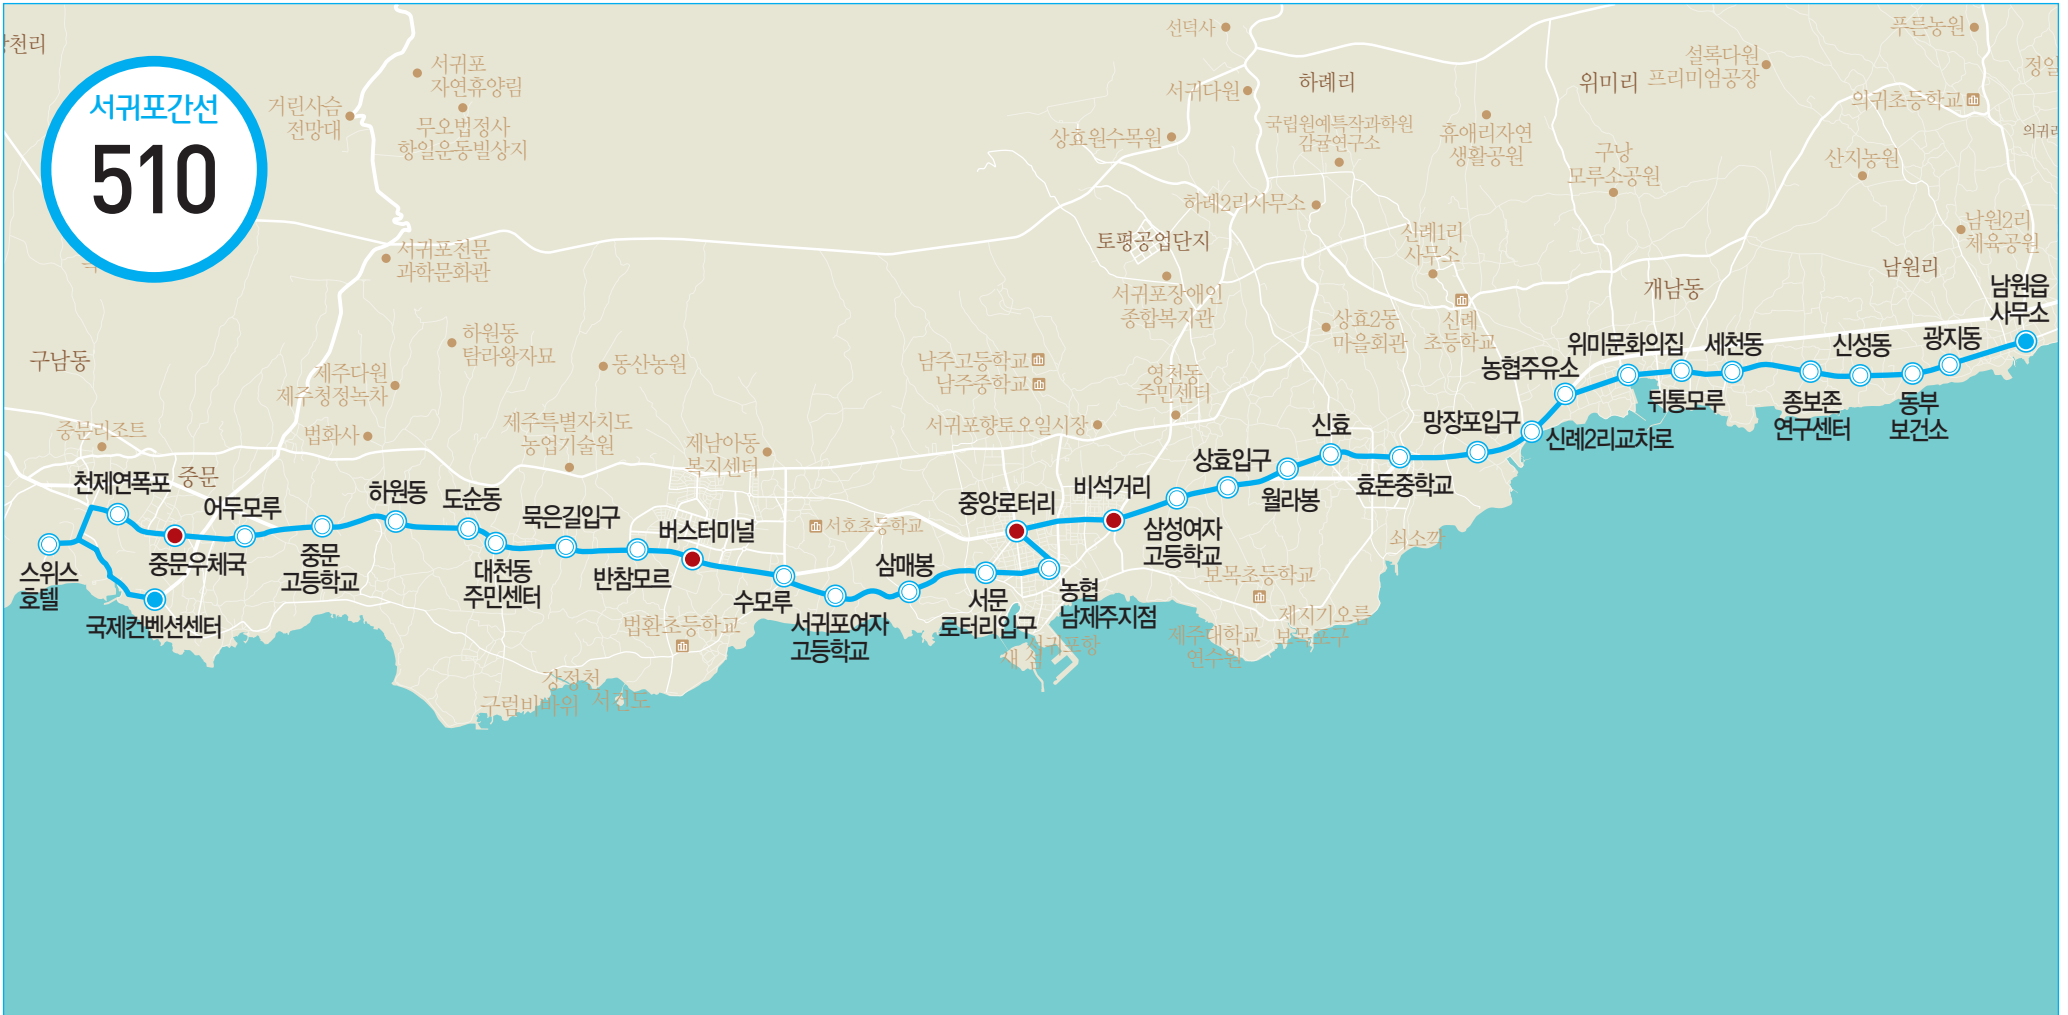 서귀포간선
510
서귀포
자연휴양림
거린사슴
전망대
무오법정사
항일운동빌상지
선덕사
서귀다원
하례리
위미리
설록다원
프리미엄공장
푸른농원
의귀초등학교
상효원수목원
국립원예특작과학원
감귤연구소
휴애리자연
생활공원
구낭
모루소공원
산지농원
하례2리사무소
토평공업단지
신례1리
사무소
남원2리
체육공원
서귀포천문
과학문화관
서귀포장애인
종합복지관
개남동
남원리
남원읍
사무소
상효2동
마을회관
신례
초등학교
구남동
하원동
탐라왕자묘
동산농원
제주다원
제주청정녹차
남주고등학교
남주중학교
영천동
주민센터
서귀포향토오일시장
중문리조트
법화사
제주특별자치도
농업기술원
제남아동
복지센터
중문
서호초등학교
스위스
호텔
국제컨벤션센터
천제연폭포
중문우체국
어두모루
중문
고등학교
하원동
도순동
대천동
주민센터
묵은길입구
반참모르
버스터미널
수모루
서귀포여자
고등학교
삼매봉
서문
로터리입구
농협
남제주지점
중앙로터리
비석거리
삼성여자
고등학교
상효입구
월라봉
신효
효돈중학교
망장포입구
신례2리교차로
농협주유소
위미문화의집
뒤통모루
세천동
종보존
연구센터
신성동
동부
보건소
광지동
법환초등학교
강정천
구럼비바위
서건도
새섬
서귀포항
쇠소깍
보목초등학교
제지기오름
보목포구
제주대학교
연수원